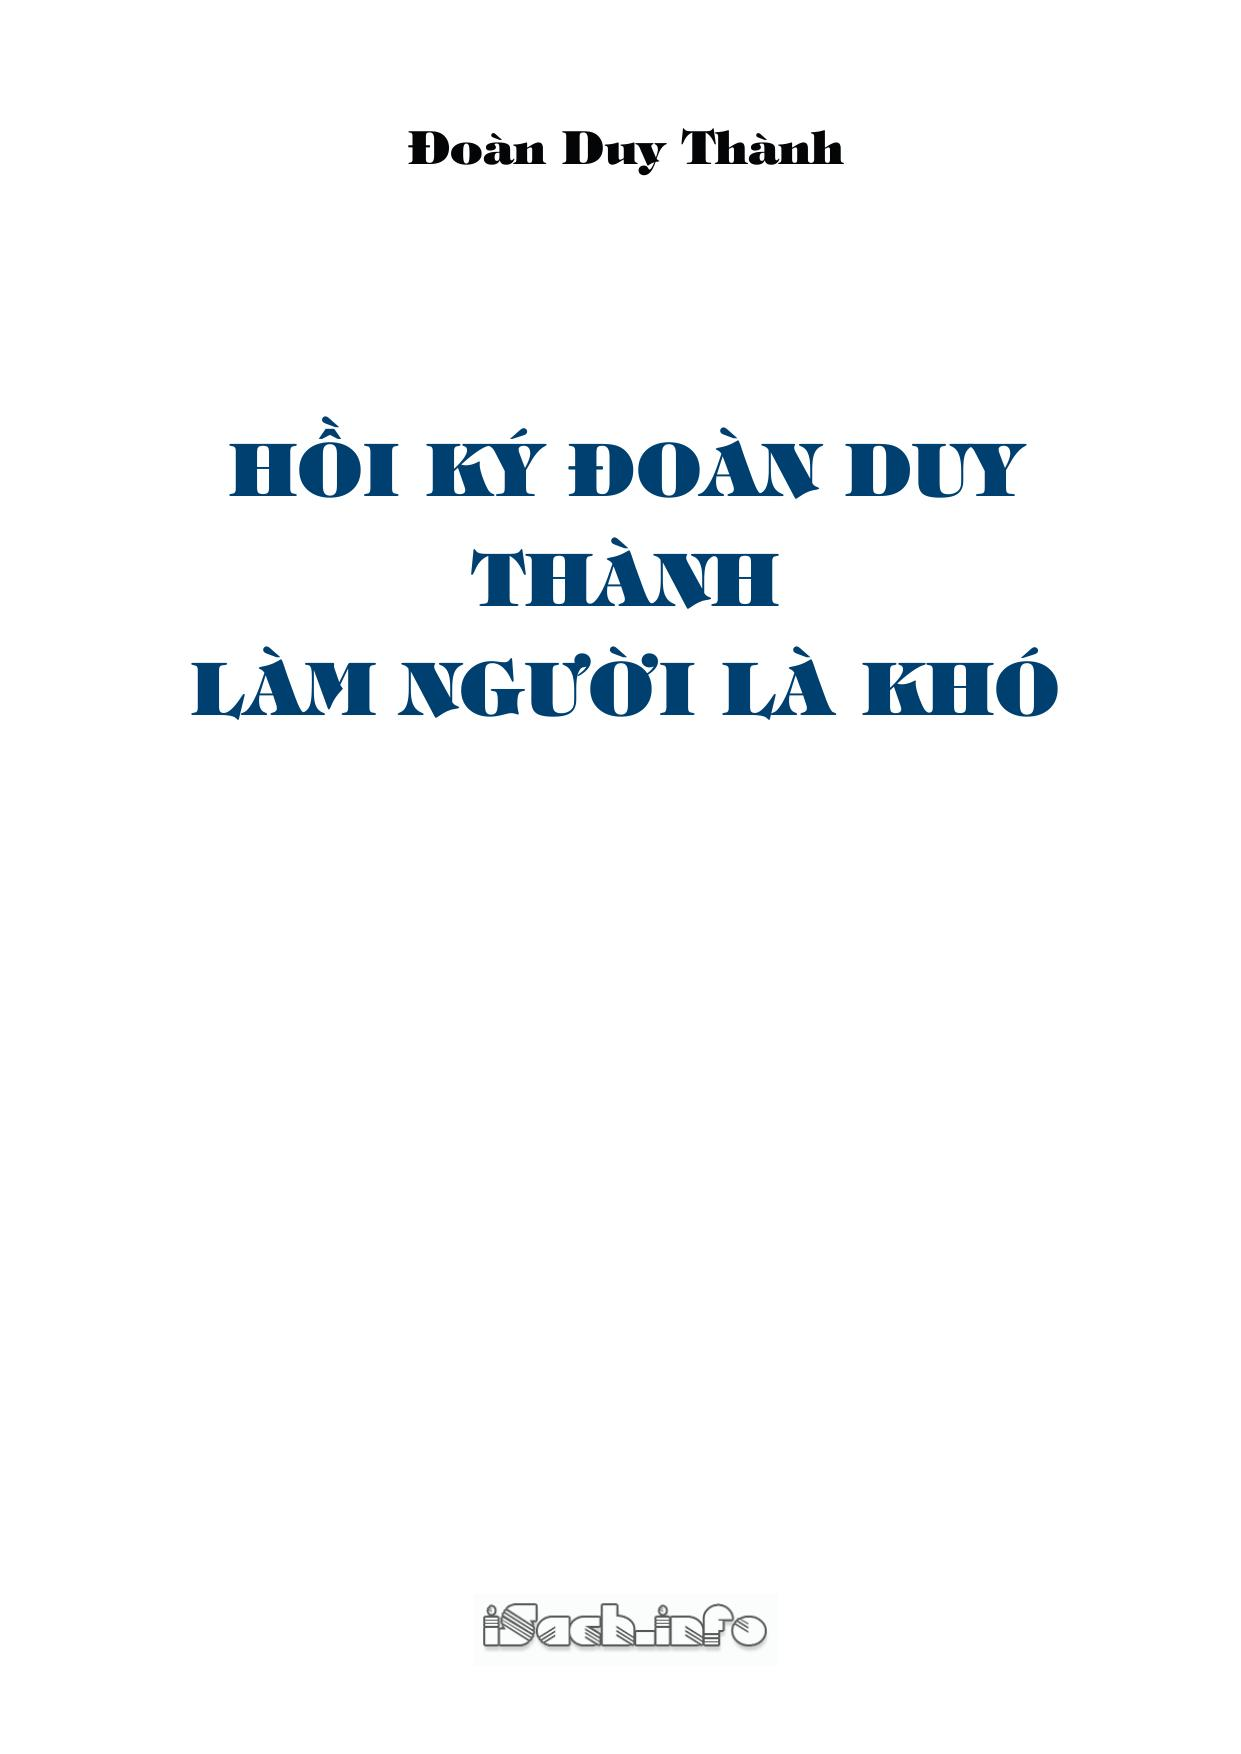 Đoàn Duy Thành
HỒI KÝ ĐOÀN DUY
THÀNH
LÀM NGƯỜI LÀ KHÓ
iSach.info